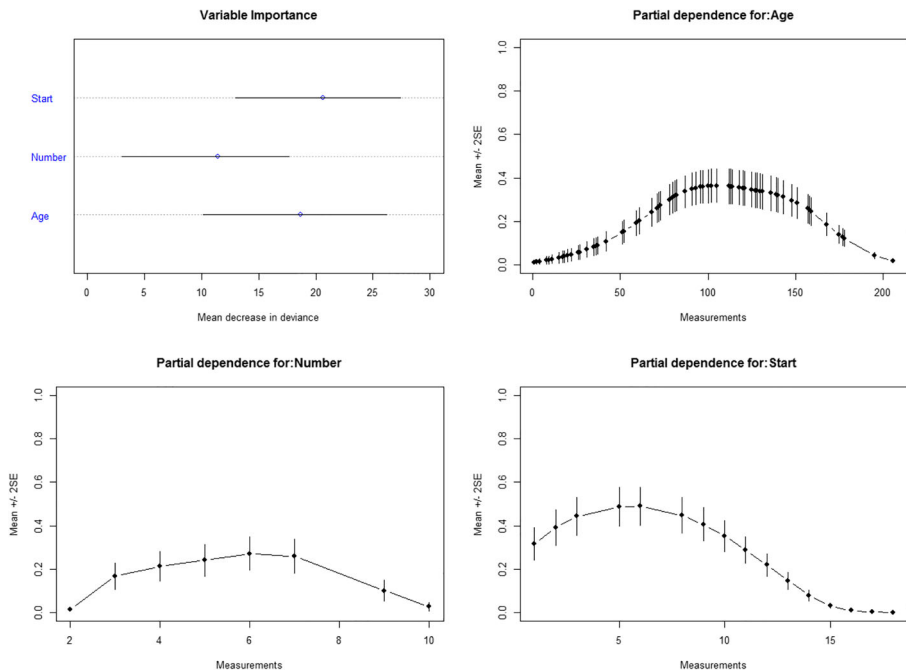 Variable Importance
Start
Number
Age
0 5 10 15 20 25 30
Mean decrease in deviance
Partial dependence for:Age
Mean +/- 2SE
1.0
0.8
0.6
0.4
0.2
0.0
0 50 100 150 200
Measurements
Partial dependence for:Number
Mean +/- 2SE
1.0
0.8
0.6
0.4
0.2
0.0
2 4 6 8 10
Measurements
Partial dependence for:Start
Mean +/- 2SE
1.0
0.8
0.6
0.4
0.2
0.0
5 10 15
Measurements